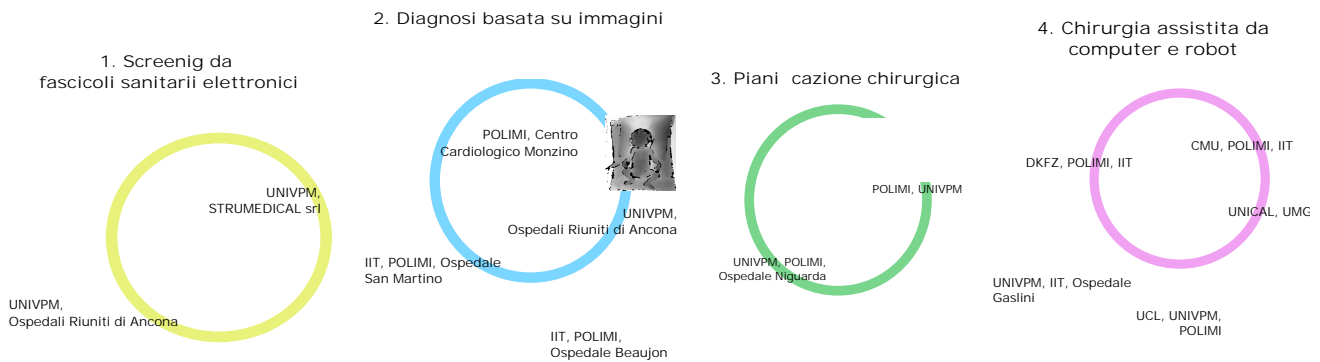 1. Screenig da
fascicoli sanitarii elettronici
UNIVPM,
STRUMEDICAL srl
UNIVPM,
Ospedali Riuniti di Ancona
2. Diagnosi basata su immagini
POLIMI, Centro
Cardiologico Monzino
UNIVPM,
Ospedali Riuniti di Ancona
IIT, POLIMI, Ospedale
San Martino
IIT, POLIMI,
Ospedale Beaujon
3. Piani cazione chirurgica
POLIMI, UNIVPM
UNIVPM, POLIMI,
Ospedale Niguarda
4. Chirurgia assistita da
computer e robot
CMU, POLIMI, IIT
DKFZ, POLIMI, IIT
UNICAL, UMG
UNIVPM, IIT, Ospedale
Gaslini
UCL, UNIVPM,
POLIMI